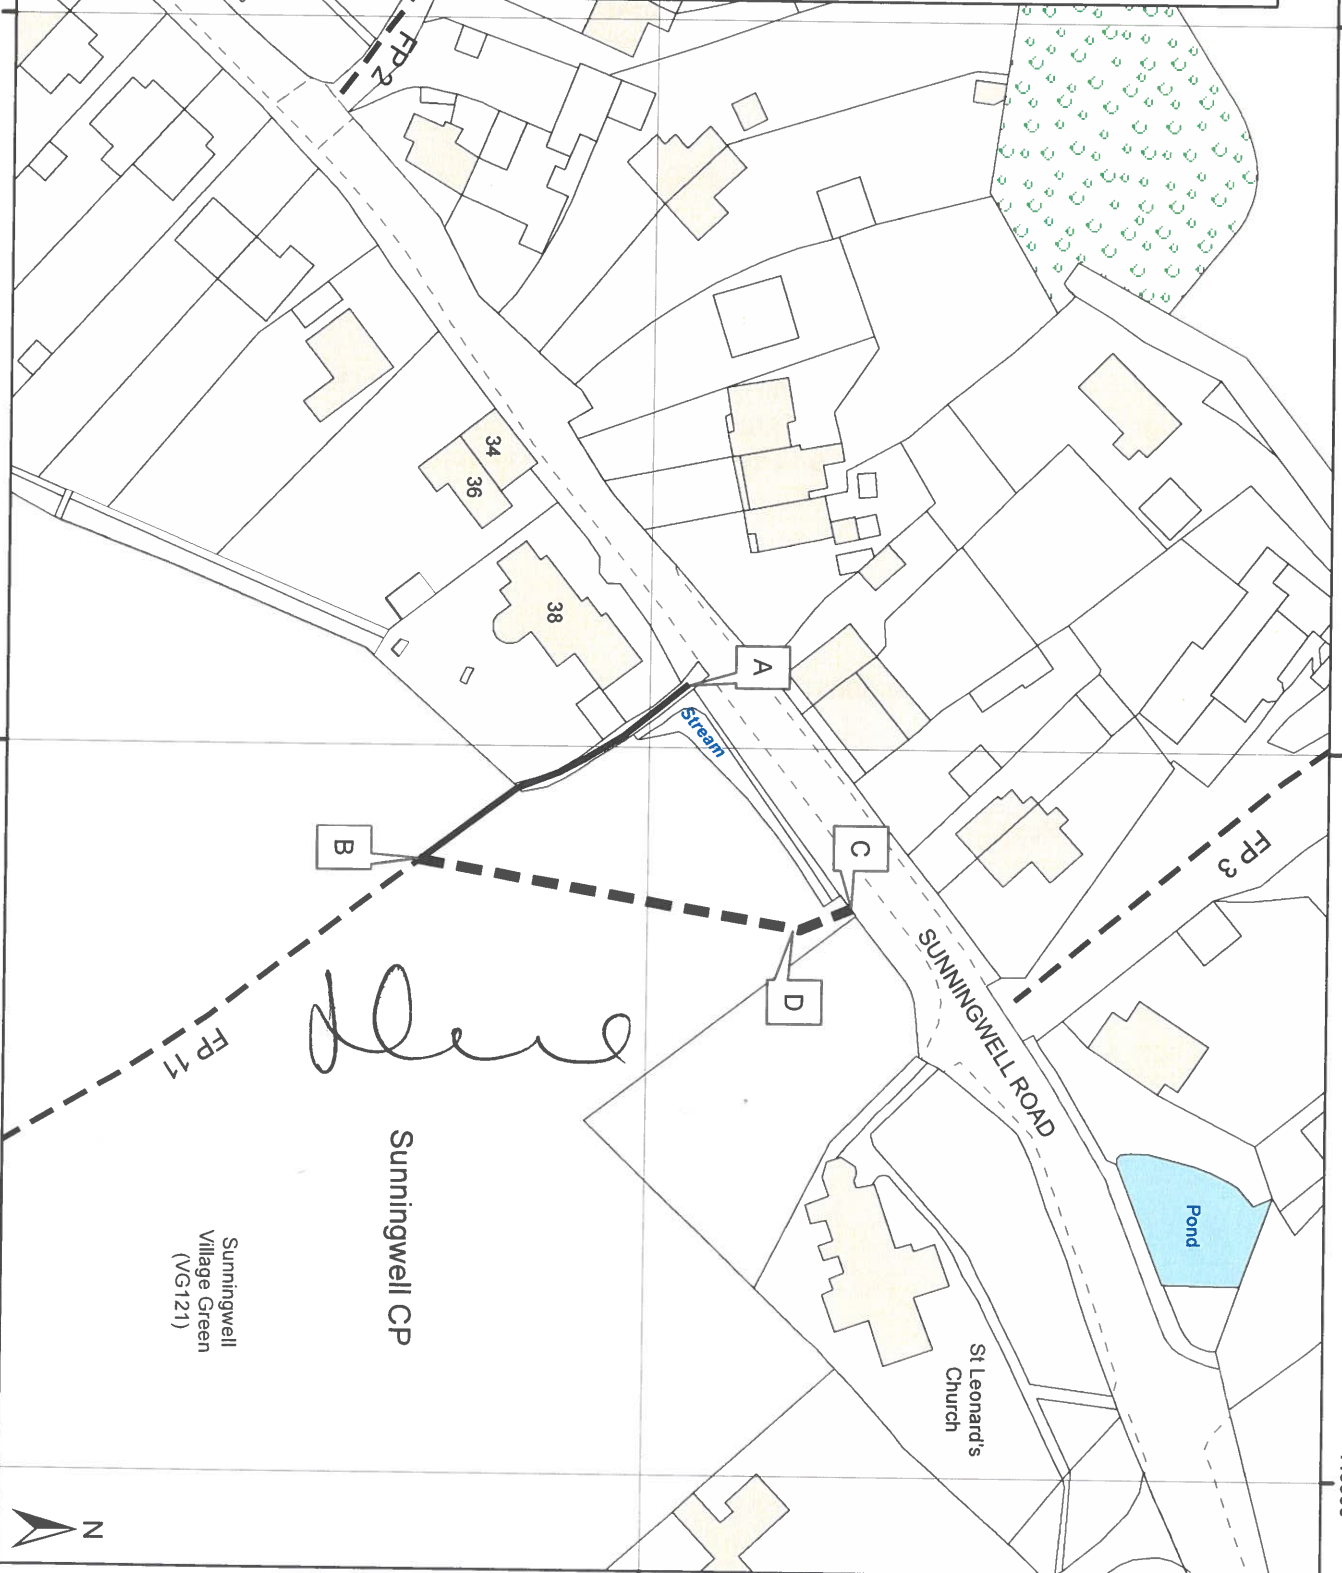 FP 2
34
36
38
A
Stream
B
C
D
FP 3
SUNNINGWELL ROAD
FP 11
Pond
Sunningwell CP
Sunningwell
Village Green
(VG121)
St Leonard's
Church
N